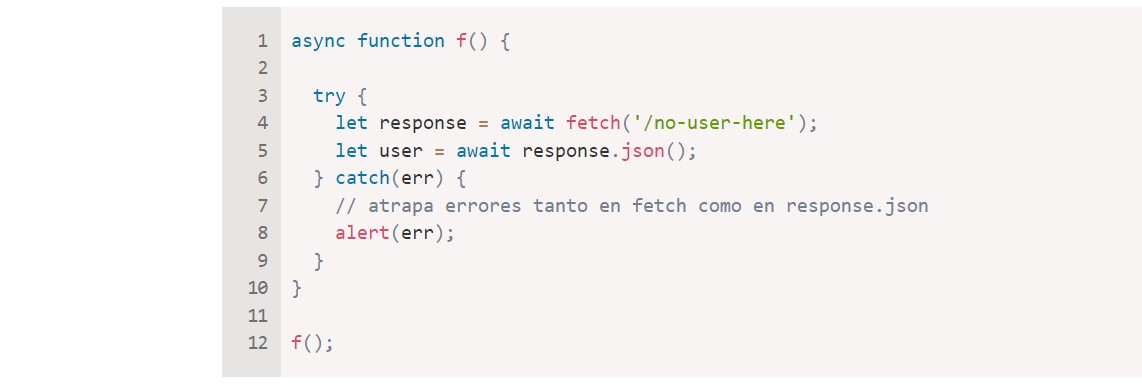 1 async function f() {
2
3   try {
4     let response = await fetch('/no-user-here');
5     let user = await response.json();
6   } catch(err) {
7     // atrapa errores tanto en fetch como en response.json
8     alert(err);
9   }
10 }
11
12 f();